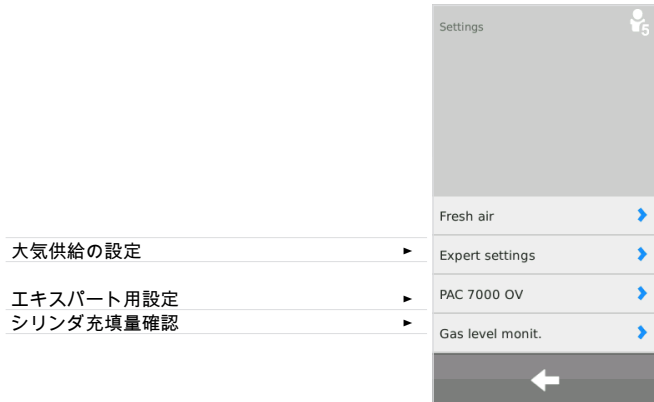 大気供給の設定
エキスパート用設定
シリンダ充填量確認
Settings
5
Fresh air
Expert settings
PAC 7000 OV
Gas level monit.